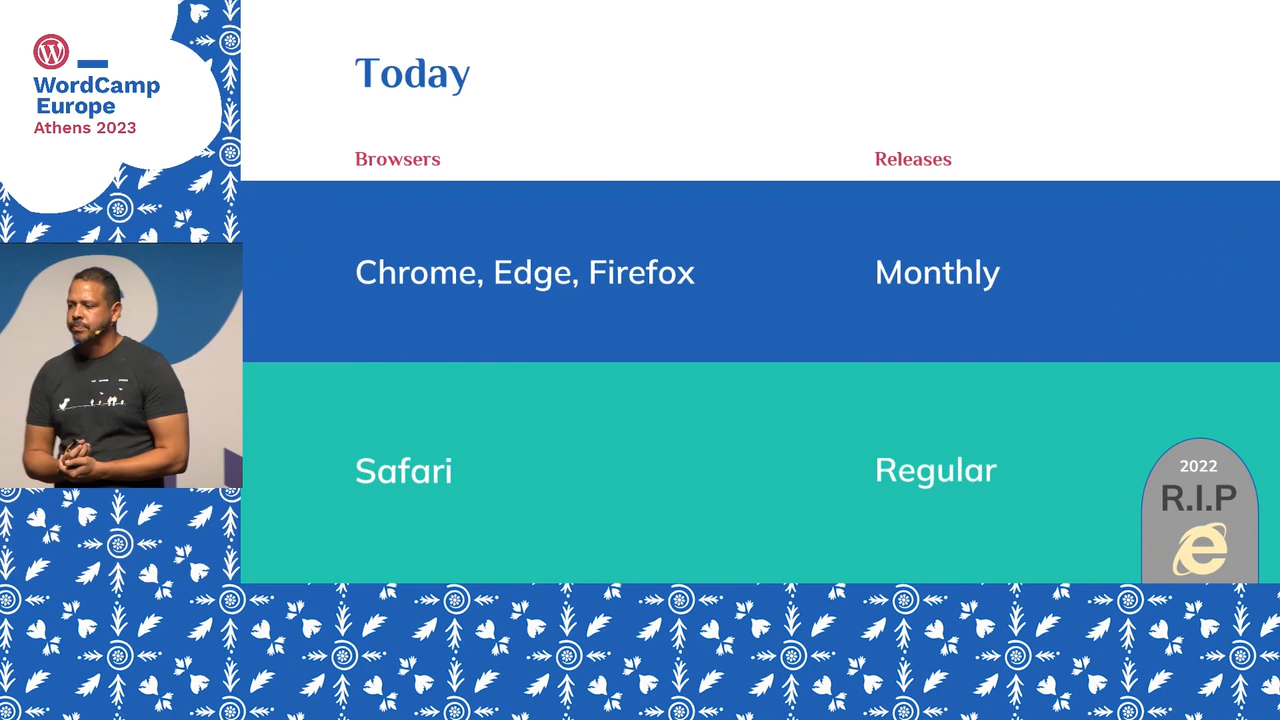 WordCamp
Europe
Athens 2023
Today
Browsers
Releases
Chrome, Edge, Firefox
Monthly
Safari
Regular
2022
R.I.P